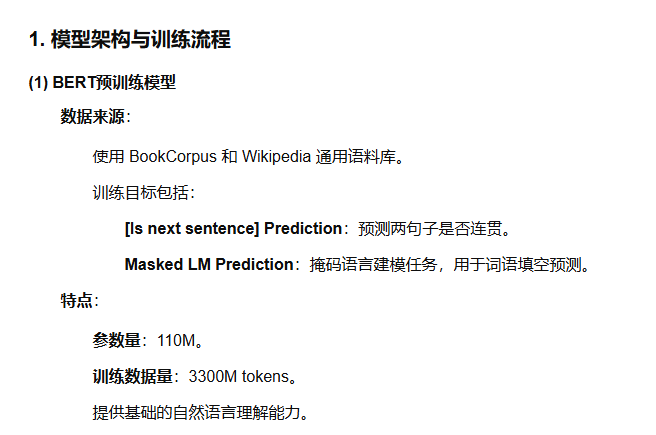 1. 模型架构与训练流程
(1) BERT预训练模型
数据来源：
使用 BookCorpus 和 Wikipedia 通用语料库。
训练目标包括：
[Is next sentence] Prediction：预测两句子是否连贯。
Masked LM Prediction：掩码语言建模任务，用于词语填空预测。
特点：
参数量：110M。
训练数据量：3300M tokens。
提供基础的自然语言理解能力。